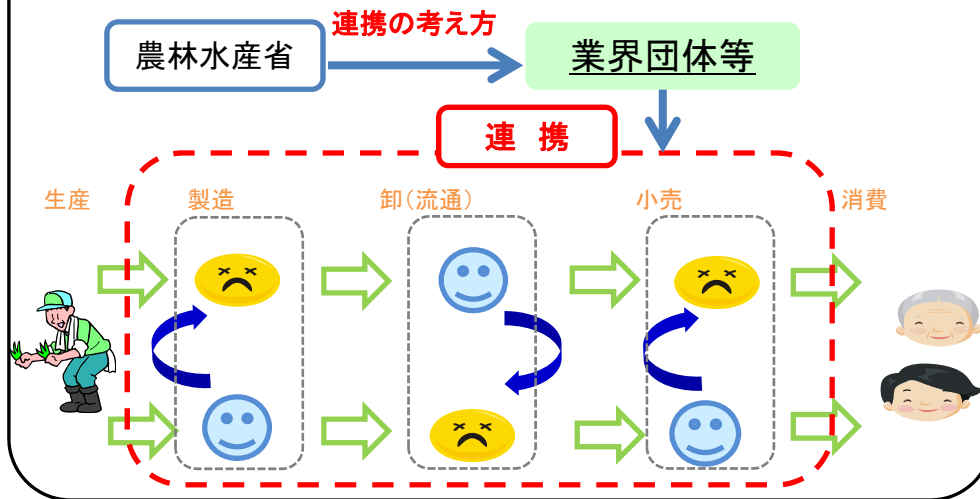 連携の考え方
農林水産省
業界団体等
連 携
生産
製造
卸(流通)
小売
消費